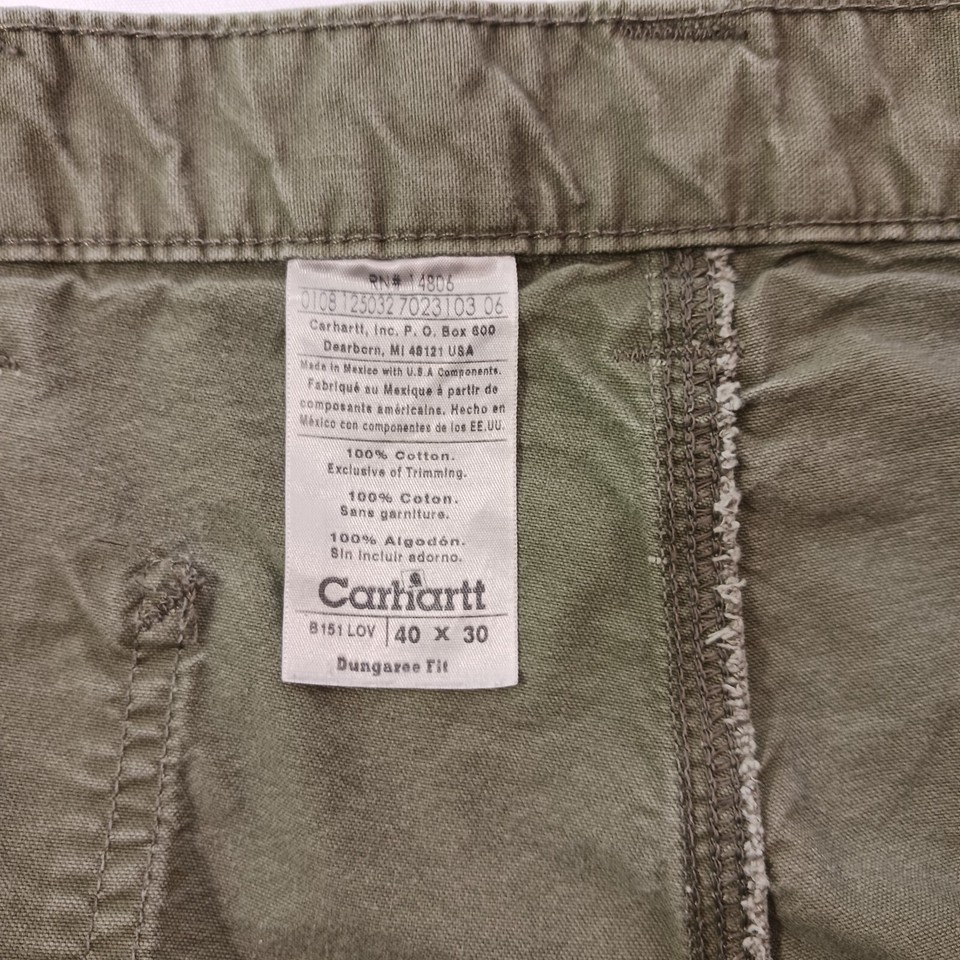 RN# 14806
0108 125032 7023103 06
Carhartt, Inc. P. O. Box 600
Dearborn, MI 48121 USA
Made in Mexico with U.S.A Components.
Fabriqué au Mexique à partir de
composants américains. Hecho en
México con componentes de los EE.UU.
100% Cotton.
Exclusive of Trimming.
100% Coton.
Sans garniture.
100% Algodón.
Sin incluir adorno.
Carhartt
B151 LOV 40 X 30
Dungaree Fit